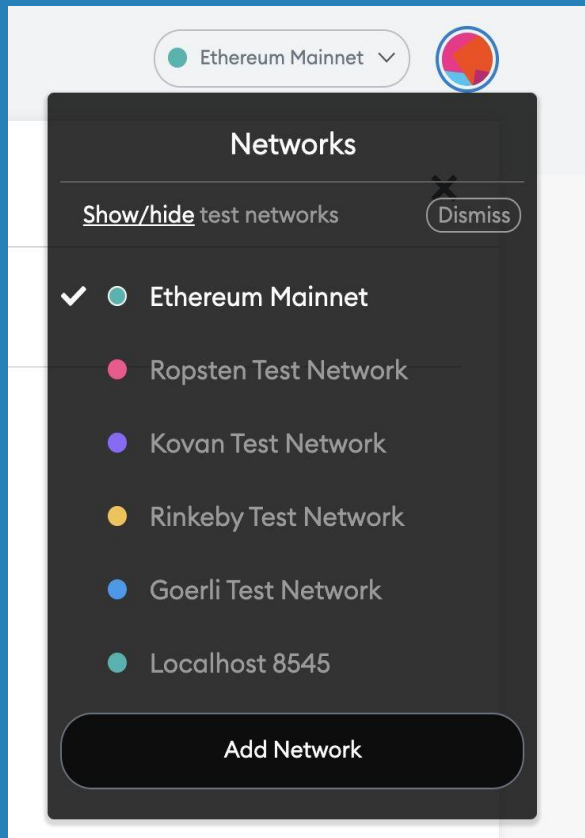 Ethereum Mainnet
Networks
Show/hide test networks
Dismiss
Ethereum Mainnet
Ropsten Test Network
Kovan Test Network
Rinkeby Test Network
Goerli Test Network
Localhost 8545
Add Network